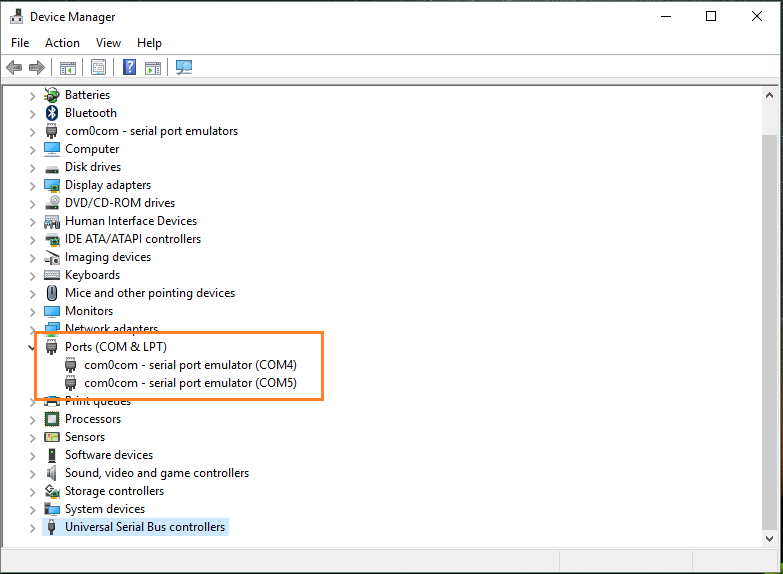 Device Manager
File Action View Help
Batteries
Bluetooth
com0com - serial port emulators
Computer
Disk drives
Display adapters
DVD/CD-ROM drives
Human Interface Devices
IDE ATA/ATAPI controllers
Imaging devices
Keyboards
Mice and other pointing devices
Monitors
Network adapters
Ports (COM & LPT)
com0com - serial port emulator (COM4)
com0com - serial port emulator (COM5)
Print queues
Processors
Sensors
Software devices
Sound, video and game controllers
Storage controllers
System devices
Universal Serial Bus controllers